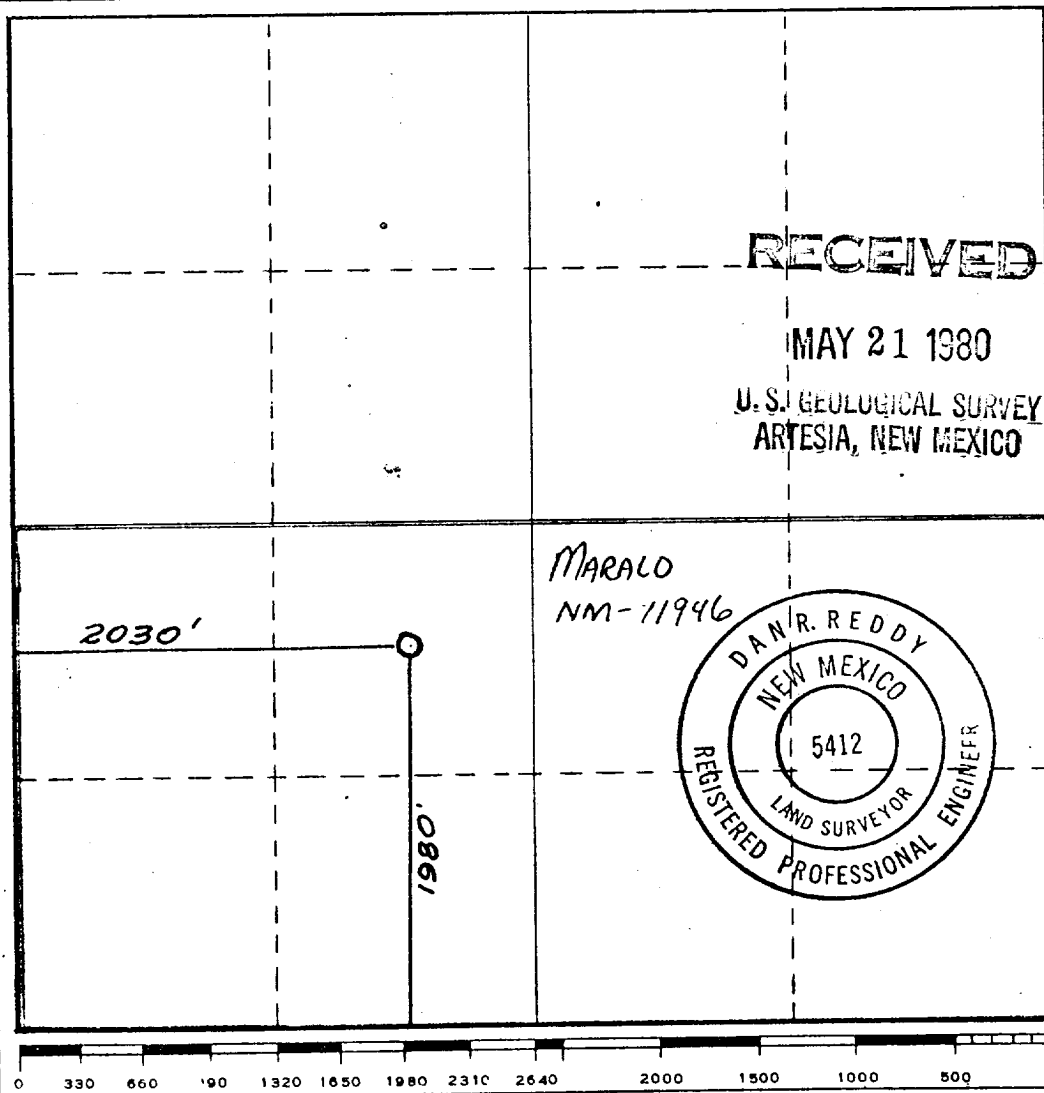 RECEIVED
MAY 21 1980
U.S. GEOLOGICAL SURVEY
ARTESIA, NEW MEXICO
MARALO
NM-11946
2030'
1980'
DAN R. REDDY
NEW MEXICO
5412
LAND SURVEYOR
REGISTERED PROFESSIONAL ENGINEER
0 330 660 190 1320 1650 1980 2310 2640 2000 1500 1000 500